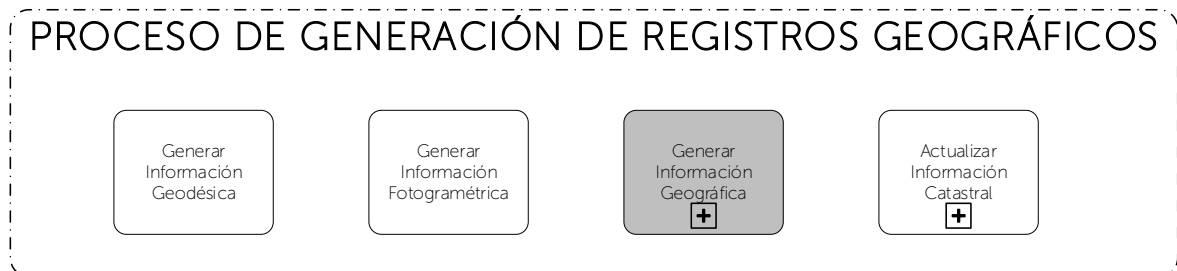 PROCESO DE GENERACIÓN DE REGISTROS GEOGRÁFICOS
Generar
Información
Geodésica
Generar
Información
Fotogramétrica
Generar
Información
Geográfica
Actualizar
Información
Catastral